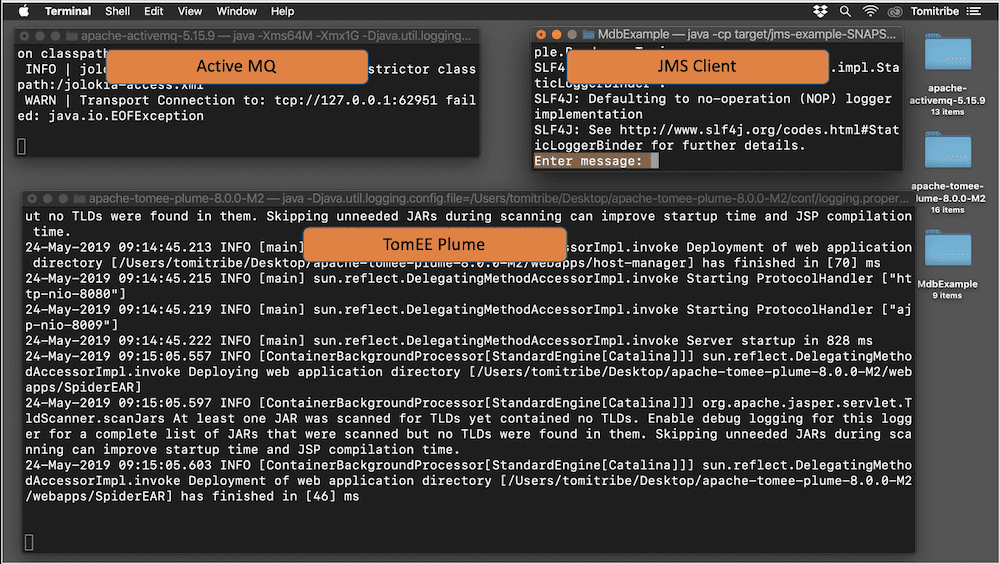 Terminal Shell Edit View Window Help Tomitribe
apache-activemq-5.15.9 — java -Xms64M -Xmx1G -Djava.util.logging...
on classpath
INFO | jolo strictor class
Active MQ
path:/jolokia-access.xml
WARN | Transport Connection to: tcp://127.0.0.1:62951 fail
ed: java.io.EOFException
MdbExample — java -cp target/jms-example-SNAPS...
SLF4 .impl.Sta
JMS Client
SLF4J: Defaulting to no-operation (NOP) logger
implementation
SLF4J: See http://www.slf4j.org/codes.html#Sta
ticLoggerBinder for further details.
Enter message:
apache-
activemq-5.15.9
13 items
apache-tomee-
plume-8.0.0-M2
16 items
MdbExample
9 items
apache-tomee-plume-8.0.0-M2 — java -Djava.util.logging.config.file=/Users/tomitribe/Desktop/apache-tomee-plume-8.0.0-M2/conf/logging.proper...
ut no TLDs were found in them. Skipping unneeded JARs during scanning can improve startup time and JSP compilation
time.
24-May-2019 09:14:45.213 INFO [main] ccessorImpl.invoke Deployment of web application
TomEE Plume
directory [/Users/tomitribe/Desktop/apache-tomee-plume-8.0.0-M2/webapps/host-manager] has finished in [70] ms
24-May-2019 09:14:45.215 INFO [main] sun.reflect.DelegatingMethodAccessorImpl.invoke Starting ProtocolHandler ["ht
tp-nio-8080"]
24-May-2019 09:14:45.219 INFO [main] sun.reflect.DelegatingMethodAccessorImpl.invoke Starting ProtocolHandler ["aj
p-nio-8009"]
24-May-2019 09:14:45.222 INFO [main] sun.reflect.DelegatingMethodAccessorImpl.invoke Server startup in 828 ms
24-May-2019 09:15:05.557 INFO [ContainerBackgroundProcessor[StandardEngine[Catalina]]] sun.reflect.DelegatingMetho
dAccessorImpl.invoke Deploying web application directory [/Users/tomitribe/Desktop/apache-tomee-plume-8.0.0-M2/web
apps/SpiderEAR]
24-May-2019 09:15:05.597 INFO [ContainerBackgroundProcessor[StandardEngine[Catalina]]] org.apache.jasper.servlet.T
ldScanner.scanJars At least one JAR was scanned for TLDs yet contained no TLDs. Enable debug logging for this logg
er for a complete list of JARs that were scanned but no TLDs were found in them. Skipping unneeded JARs during sca
nning can improve startup time and JSP compilation time.
24-May-2019 09:15:05.603 INFO [ContainerBackgroundProcessor[StandardEngine[Catalina]]] sun.reflect.DelegatingMetho
dAccessorImpl.invoke Deployment of web application directory [/Users/tomitribe/Desktop/apache-tomee-plume-8.0.0-M2
/webapps/SpiderEAR] has finished in [46] ms